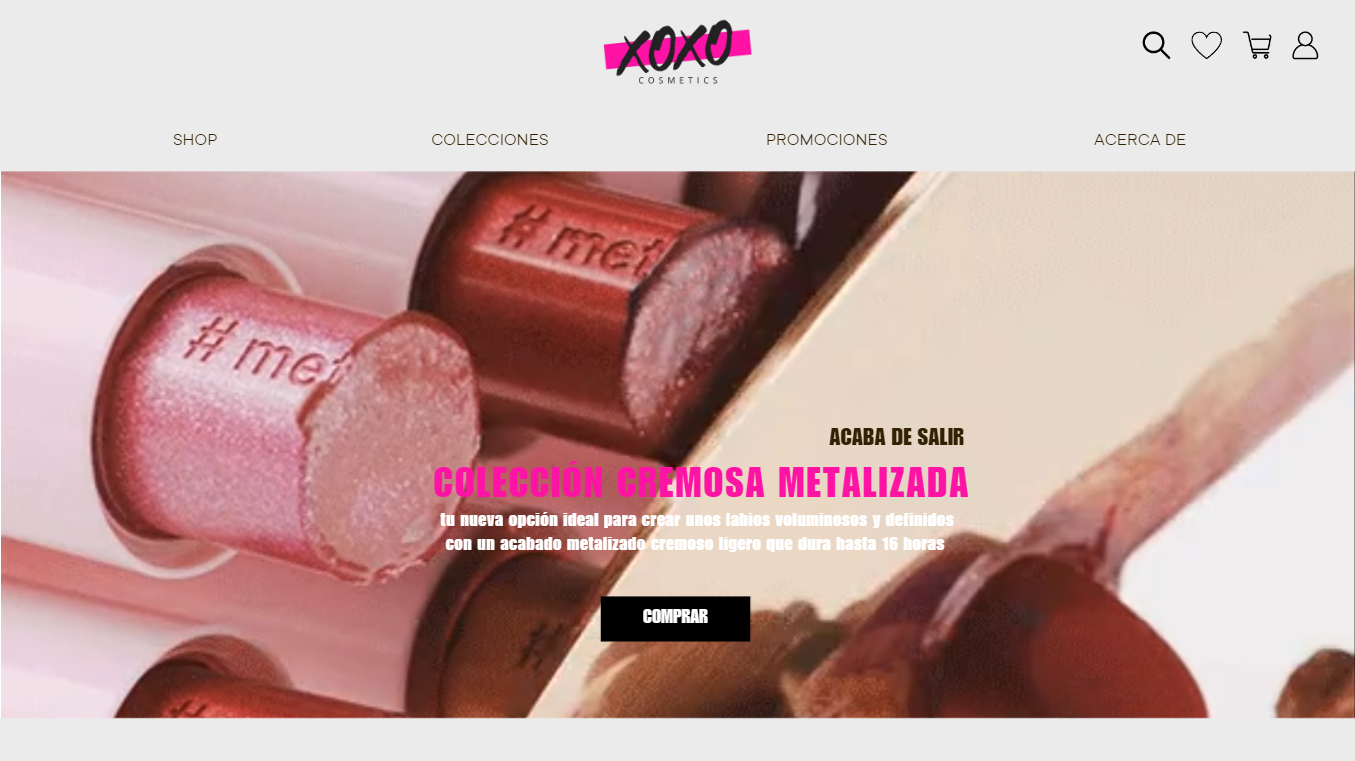 XOXO
COSMETICS
SHOP COLECCIONES PROMOCIONES ACERCA DE
# met
# met
ACABA DE SALIR
COLECCIÓN CREMOSA METALIZADA
tu nueva opción ideal para crear unos labios voluminosos y definidos
con un acabado metalizado cremoso ligero que dura hasta 16 horas
COMPRAR